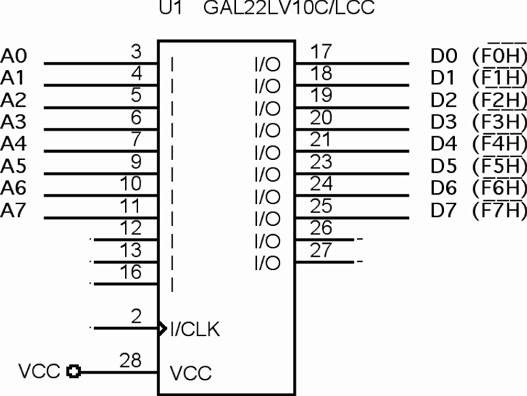 U1 GAL22LV10C/LCC
A0 3 I I/O 17 D0 (F0H)
A1 4 I I/O 18 D1 (F1H)
A2 5 I I/O 19 D2 (F2H)
A3 6 I I/O 20 D3 (F3H)
A4 7 I I/O 21 D4 (F4H)
A5 9 I I/O 23 D5 (F5H)
A6 10 I I/O 24 D6 (F6H)
A7 11 I I/O 25 D7 (F7H)
12 I I/O 26
13 I I/O 27
16 I
2 I/CLK
VCC 28 VCC